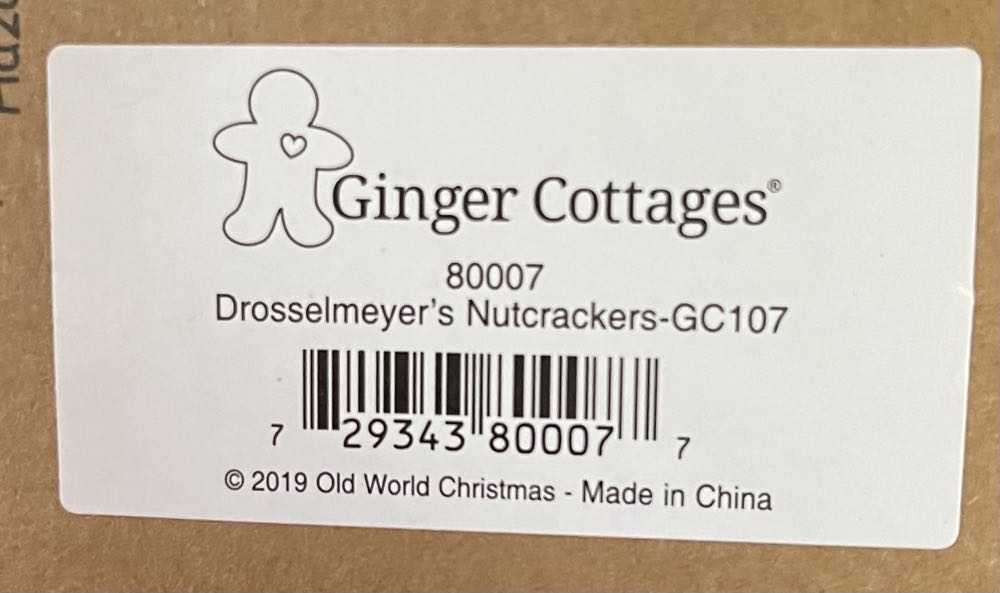 Ginger Cottages®
80007
Drosselmeyer's Nutcrackers-GC107
7 29343 80007 7
© 2019 Old World Christmas - Made in China